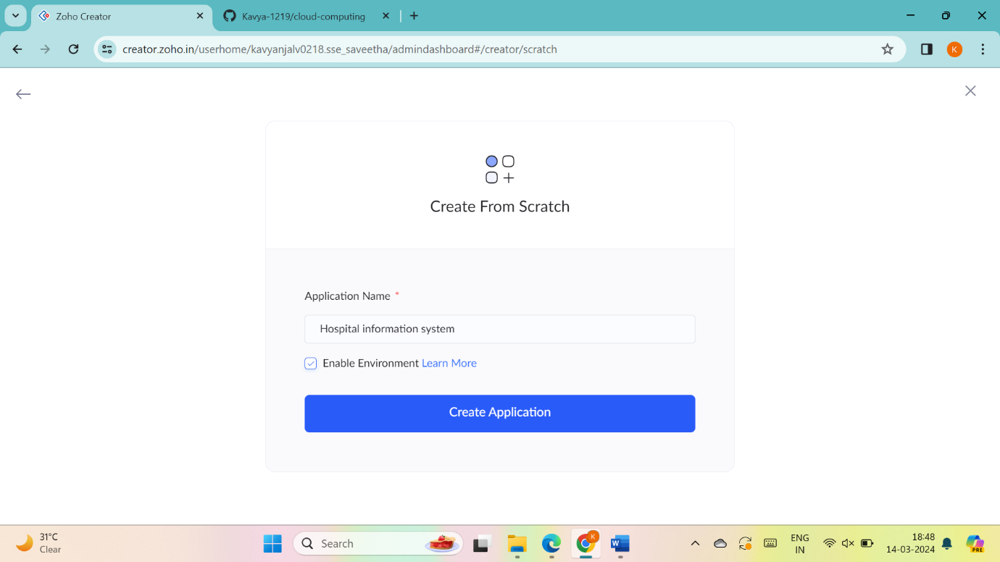 Zoho Creator
Kavya-1219/cloud-computing
creator.zoho.in/userhome/kavyanjalv0218.sse_saveetha/admindashboard#/creator/scratch
K
Create From Scratch
Application Name *
Hospital information system
Enable Environment Learn More
Create Application
31°C
Clear
Search
K
W
ENG
IN
18:48
14-03-2024
PRE